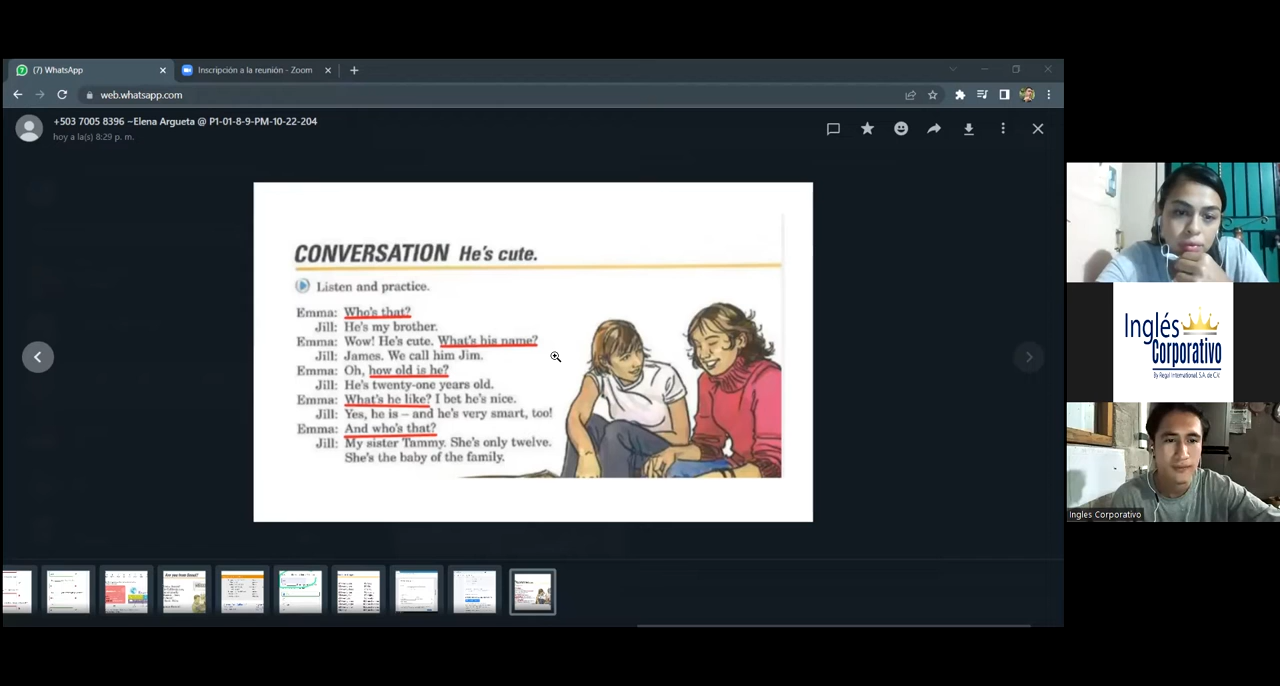 (7) WhatsApp
Inscripción a la reunión - Zoom
web.whatsapp.com
+503 7005 8396 ~Elena Argueta @ P1-01-8-9-PM-10-22-204
hoy a la(s) 8:29 p. m.
CONVERSATION He's cute.
Listen and practice.
Emma: Who's that?
Jill: He's my brother.
Emma: Wow! He's cute. What's his name?
Jill: James. We call him Jim.
Emma: Oh, how old is he?
Jill: He's twenty-one years old.
Emma: What's he like? I bet he's nice.
Jill: Yes, he is – and he's very smart, too!
Emma: And who's that?
Jill: My sister Tammy. She's only twelve.
She's the baby of the family.
Inglés
Corporativo
By Regal International, S.A. de C.V.
Ingles Corporativo